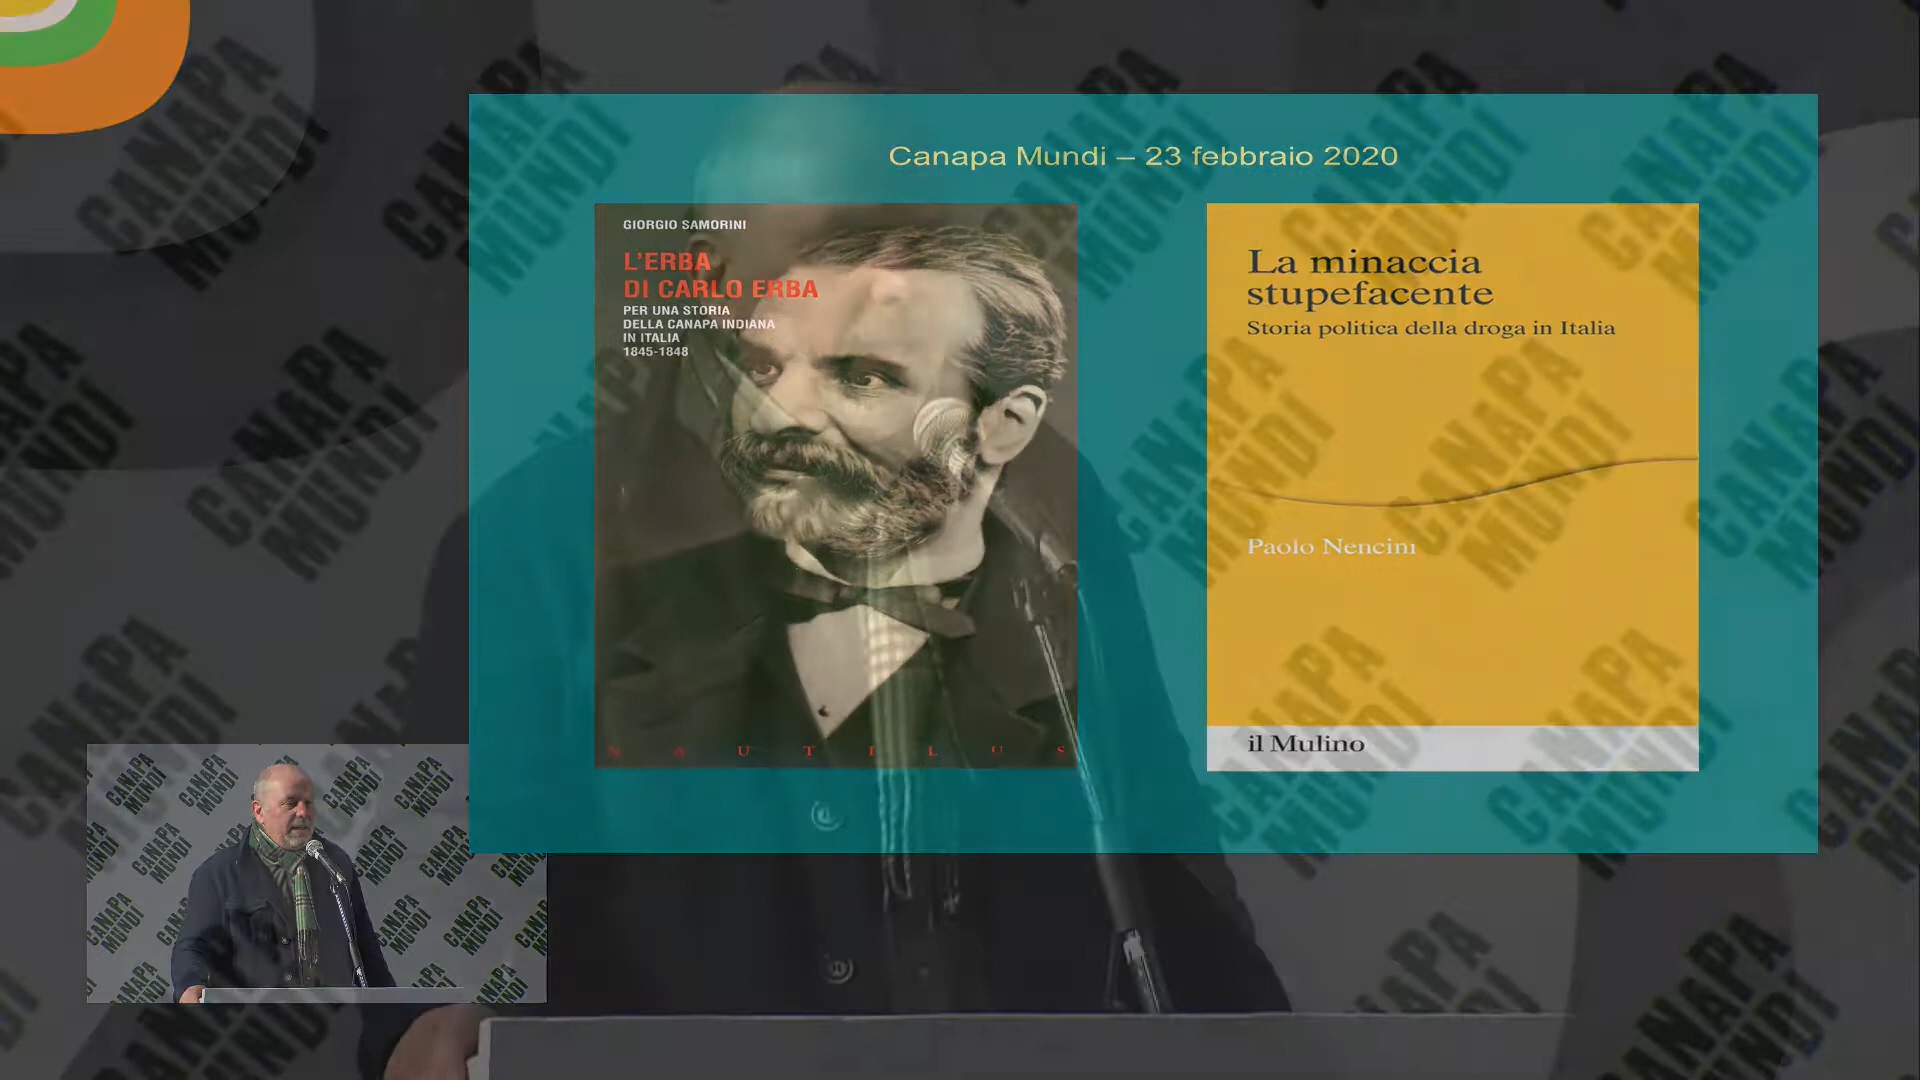 Canapa Mundi – 23 febbraio 2020
GIORGIO SAMORINI
L'ERBA
DI CARLO ERBA
PER UNA STORIA
DELLA CANAPA INDIANA
IN ITALIA
1845-1848
NAUTILUS
La minaccia
stupefacente
Storia politica della droga in Italia
Paolo Nencini
il Mulino
CANAPA
MUNDI